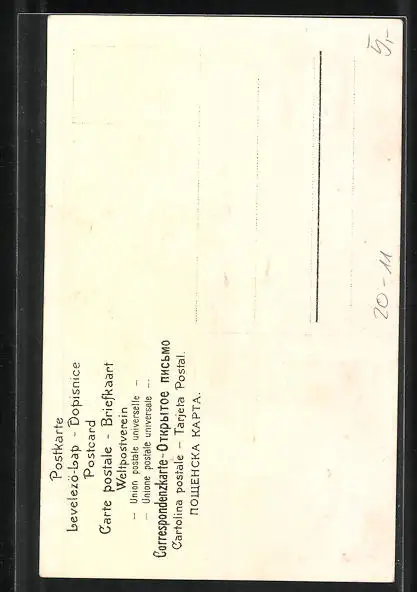 Postkarte
Levelező-Lap - Dopisnice
Postcard
Carte postale - Briefkaart
Weltpostverein
— Union postale universelle —
— Unione postale universale —
Correspondenzkarte - Открытое письмо
Cartolina postale — Tarjeta Postal.
ПОЩЕНСКА КАРТА.
5,-
20-11